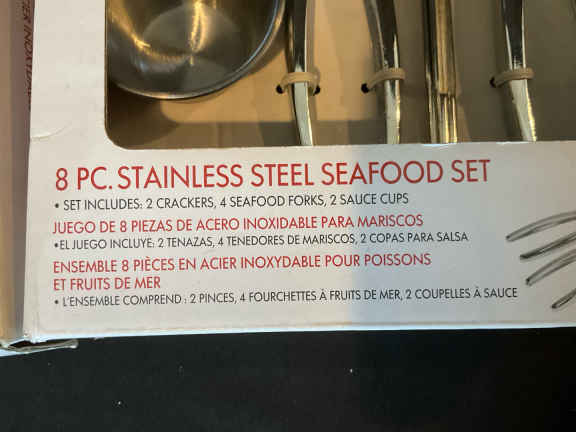 8 PC. STAINLESS STEEL SEAFOOD SET
• SET INCLUDES: 2 CRACKERS, 4 SEAFOOD FORKS, 2 SAUCE CUPS
JUEGO DE 8 PIEZAS DE ACERO INOXIDABLE PARA MARISCOS
•EL JUEGO INCLUYE: 2 TENAZAS, 4 TENEDORES DE MARISCOS, 2 COPAS PARA SALSA
ENSEMBLE 8 PIÈCES EN ACIER INOXYDABLE POUR POISSONS
ET FRUITS DE MER
• L'ENSEMBLE COMPREND : 2 PINCES, 4 FOURCHETTES À FRUITS DE MER, 2 COUPELLES À SAUCE